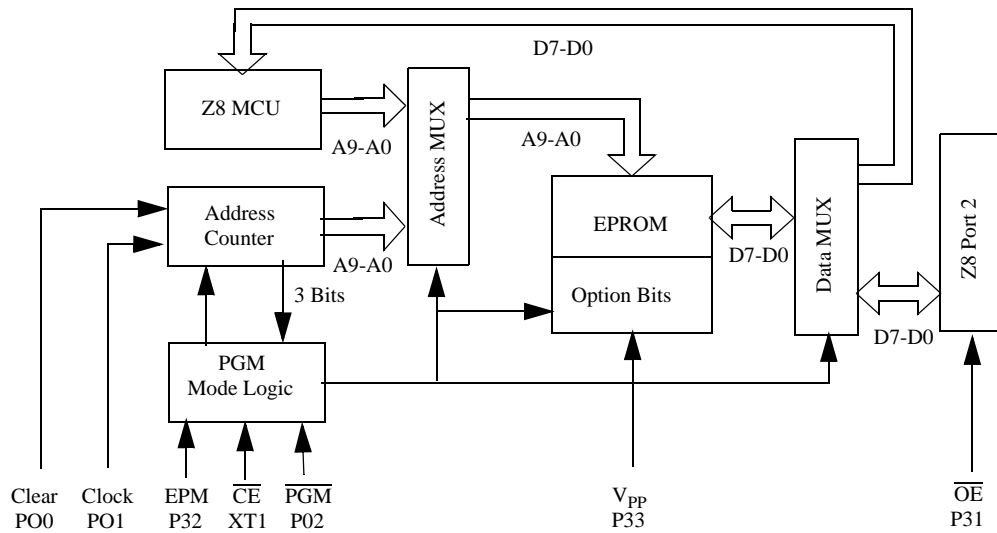 D7-D0
Z8 MCU
A9-A0
Address MUX
A9-A0
Address
Counter
A9-A0
3 Bits
EPROM
Option Bits
D7-D0
Data MUX
D7-D0
Z8 Port 2
PGM
Mode Logic
Clear
PO0
Clock
PO1
EPM
P32
CE
XT1
PGM
P02
VPP
P33
OE
P31